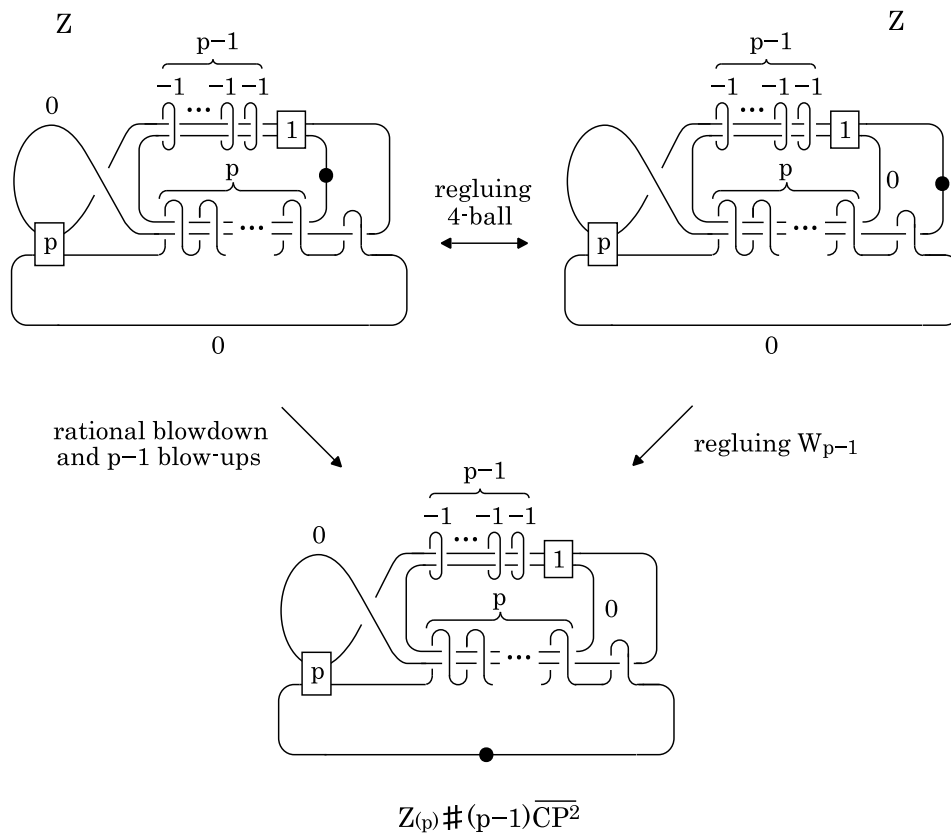 Z
Z
p−1
−1 ⋯ −1 −1
0
1
p
⋯
p
0
regluing
4-ball
p−1
−1 ⋯ −1 −1
1
p
0
⋯
p
0
rational blowdown
and p−1 blow-ups
regluing W_{p−1}
p−1
−1 ⋯ −1 −1
0
1
p
0
⋯
p
Z_{(p)} # (p−1) \overline{CP^2}